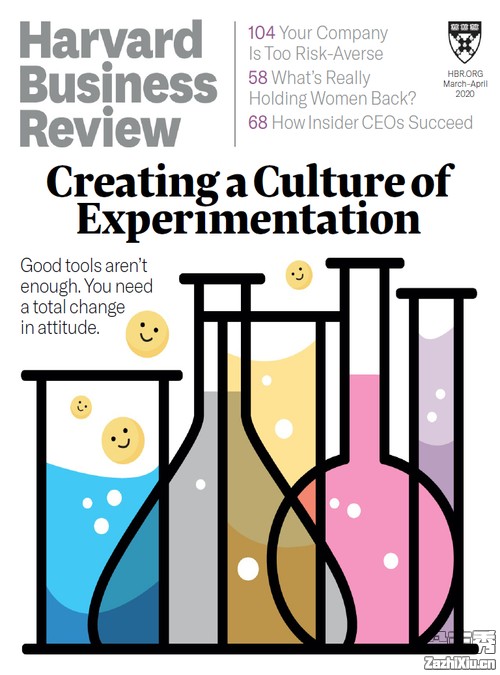 Harvard
Business
Review
104 Your Company
Is Too Risk-Averse
58 What's Really
Holding Women Back?
68 How Insider CEOs Succeed
HBR.ORG
March–April
2020
Creating a Culture of
Experimentation
Good tools aren't
enough. You need
a total change
in attitude.
ZaZhiXiu.cn